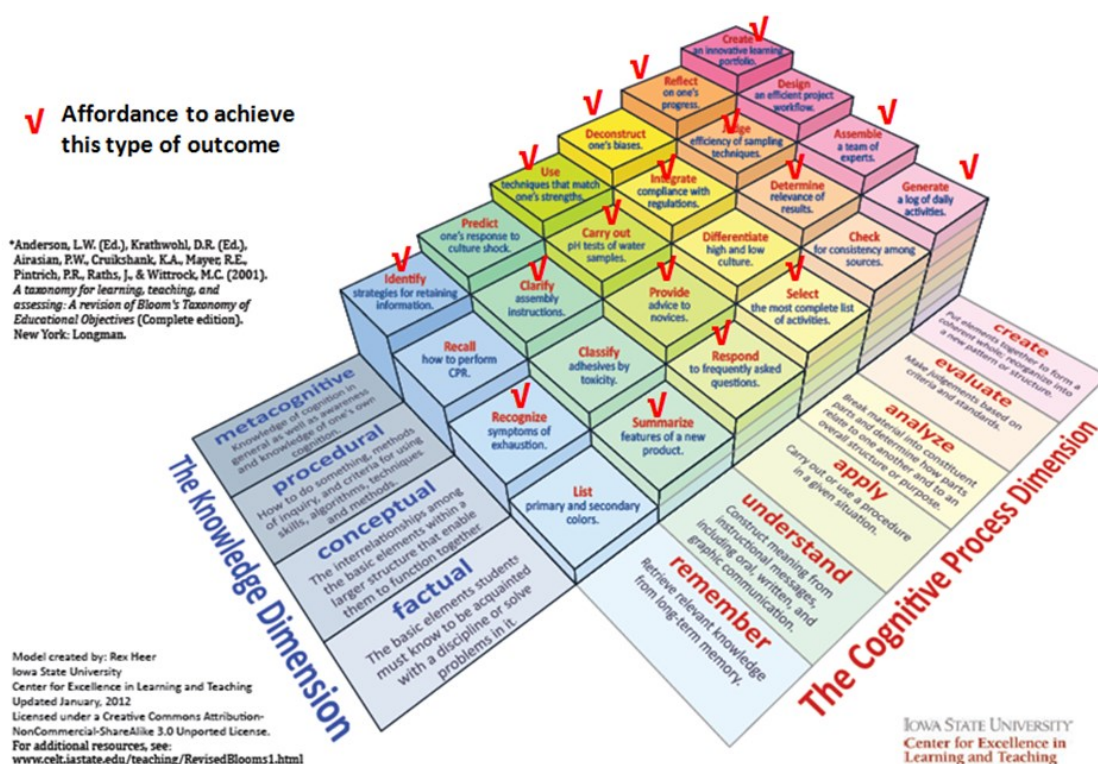 √ Affordance to achieve
this type of outcome
*Anderson, L.W. (Ed.), Krathwohl, D.R. (Ed.),
Airasian, P.W., Cruikshank, K.A., Mayer, R.E.,
Pintrich, P.R., Raths, J., & Wittrock, M.C. (2001).
A taxonomy for learning, teaching, and
assessing: A revision of Bloom's Taxonomy of
Educational Objectives (Complete edition).
New York: Longman.
Create
an innovative learning
portfolio.
Reflect
on one's
progress.
Design
an efficient project
workflow.
Deconstruct
one's biases.
Judge
efficiency of sampling
techniques.
Assemble
a team of
experts.
Use
techniques that match
one's strengths.
Integrate
compliance with
regulations.
Determine
relevance of
results.
Generate
a log of daily
activities.
Predict
one's response to
culture shock.
Carry out
pH tests of water
samples.
Differentiate
high and low
culture.
Check
for consistency among
sources.
Identify
strategies for retaining
information.
Clarify
assembly
instructions.
Provide
advice to
novices.
Select
the most complete list
of activities.
Recall
how to perform
CPR.
Classify
adhesives by
toxicity.
Respond
to frequently asked
questions.
Recognize
symptoms of
exhaustion.
Summarize
features of a new
product.
List
primary and secondary
colors.
The Knowledge Dimension
metacognitive
Knowledge of cognition in
general as well as awareness
and knowledge of one's own
cognition.
procedural
How to do something, methods
of inquiry, and criteria for using
skills, algorithms, techniques,
and methods.
conceptual
The interrelationships among
the basic elements within a
larger structure that enable
them to function together
factual
The basic elements students
must know to be acquainted
with a discipline or solve
problems in it.
The Cognitive Process Dimension
create
Put elements together to form a
coherent whole; reorganize into
a new pattern or structure.
evaluate
Make judgements based on
criteria and standards.
analyze
Break material into constituent
parts and determine how parts
relate to one another and to an
overall structure or purpose.
apply
Carry out or use a procedure
in a given situation.
understand
Construct meaning from
instructional messages,
including oral, written, and
graphic communication.
remember
Retrieve relevant knowledge
from long-term memory.
Model created by: Rex Heer
Iowa State University
Center for Excellence in Learning and Teaching
Updated January, 2012
Licensed under a Creative Commons Attribution-
NonCommercial-ShareAlike 3.0 Unported License.
For additional resources, see:
www.celt.iastate.edu/teaching/RevisedBlooms1.html
IOWA STATE UNIVERSITY
Center for Excellence in
Learning and Teaching